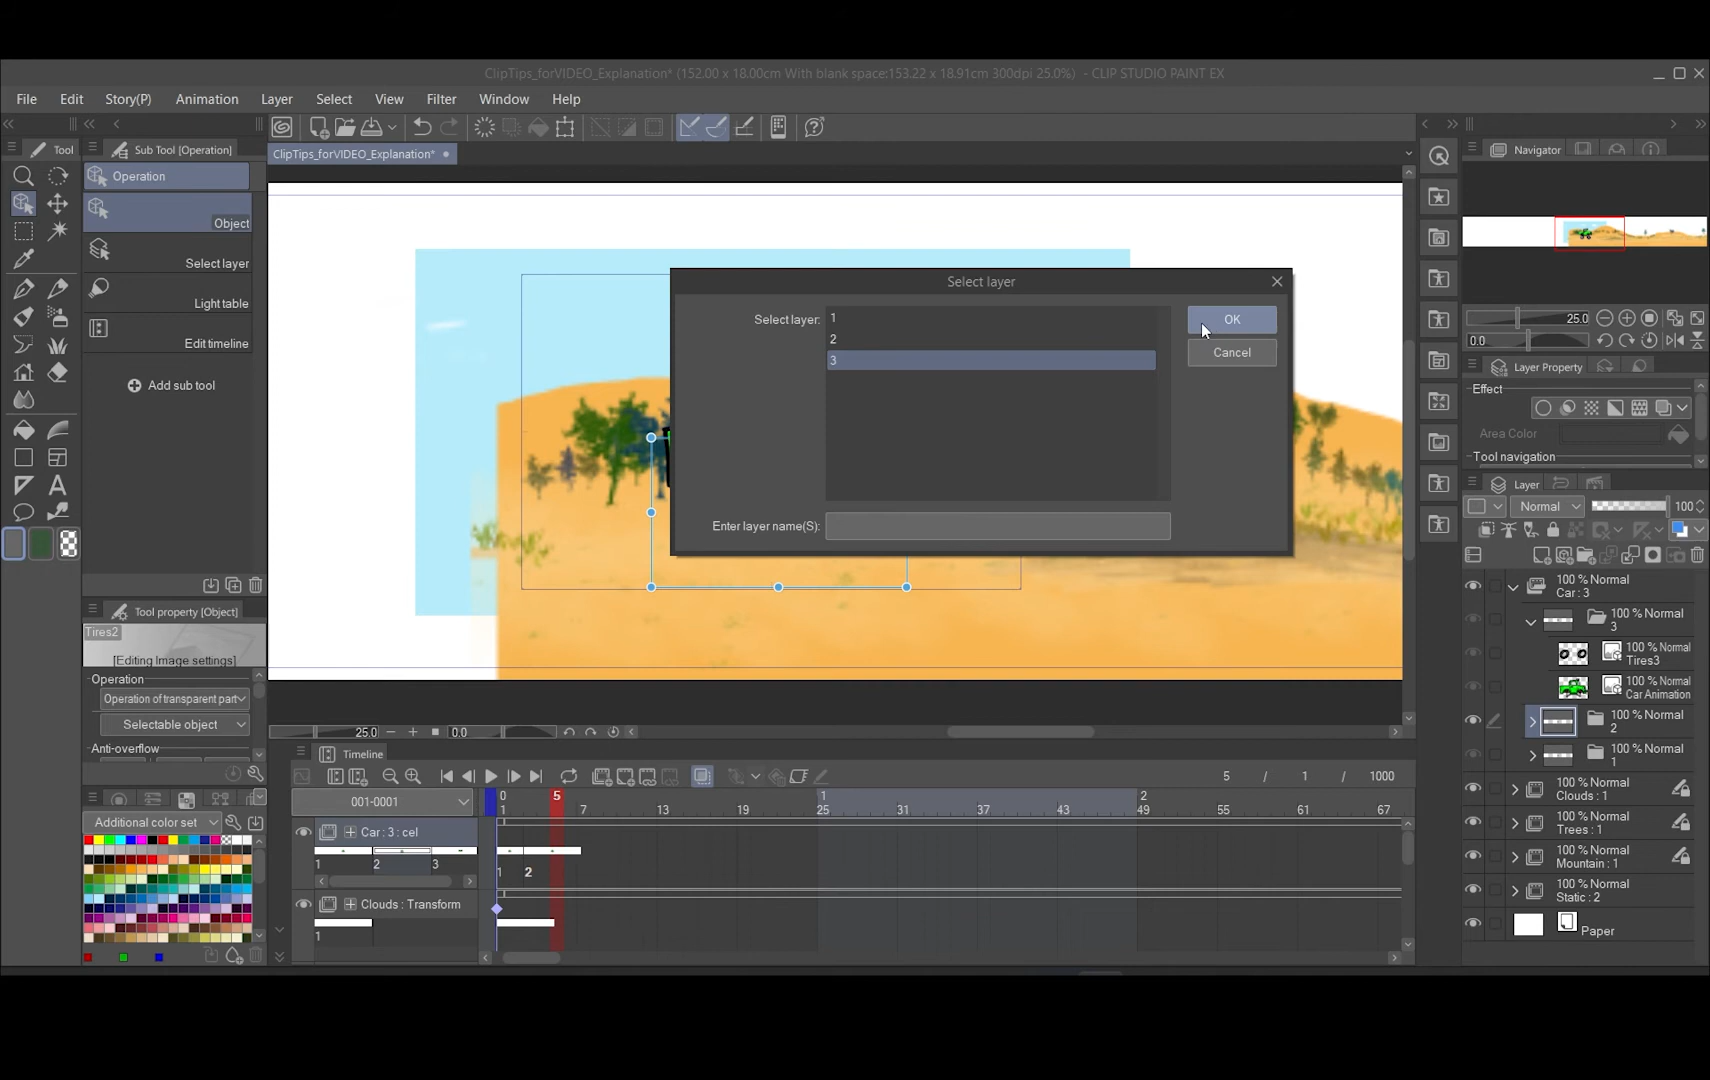 ClipTips_forVIDEO_Explanation* (152.00 x 18.00cm With blank space:153.22 x 18.91cm 300dpi 25.0%) - CLIP STUDIO PAINT EX
File Edit Story(P) Animation Layer Select View Filter Window Help
Tool
Sub Tool [Operation]
ClipTips_forVIDEO_Explanation*
Navigator
Operation
Object
Select layer
Light table
Edit timeline
Add sub tool
Select layer
Select layer:
1
2
3
OK
Cancel
Enter layer name(S):
25.0
0.0
Layer Property
Effect
Area Color
Tool navigation
Layer
Normal
100
100 % Normal
Car : 3
100 % Normal
3
100 % Normal
Tires3
100 % Normal
Car Animation
100 % Normal
2
100 % Normal
1
100 % Normal
Clouds : 1
100 % Normal
Trees : 1
100 % Normal
Mountain : 1
100 % Normal
Static : 2
Paper
Tool property [Object]
Tires2
[Editing Image settings]
Operation
Operation of transparent part
Selectable object
Anti-overflow
Additional color set
25.0
0.0
Timeline
5 / 1 / 1000
001-0001
0 5 1 2
1 7 13 19 25 31 37 43 49 55 61 67
Car : 3 : cel
1 2 3
1 2
Clouds : Transform
1